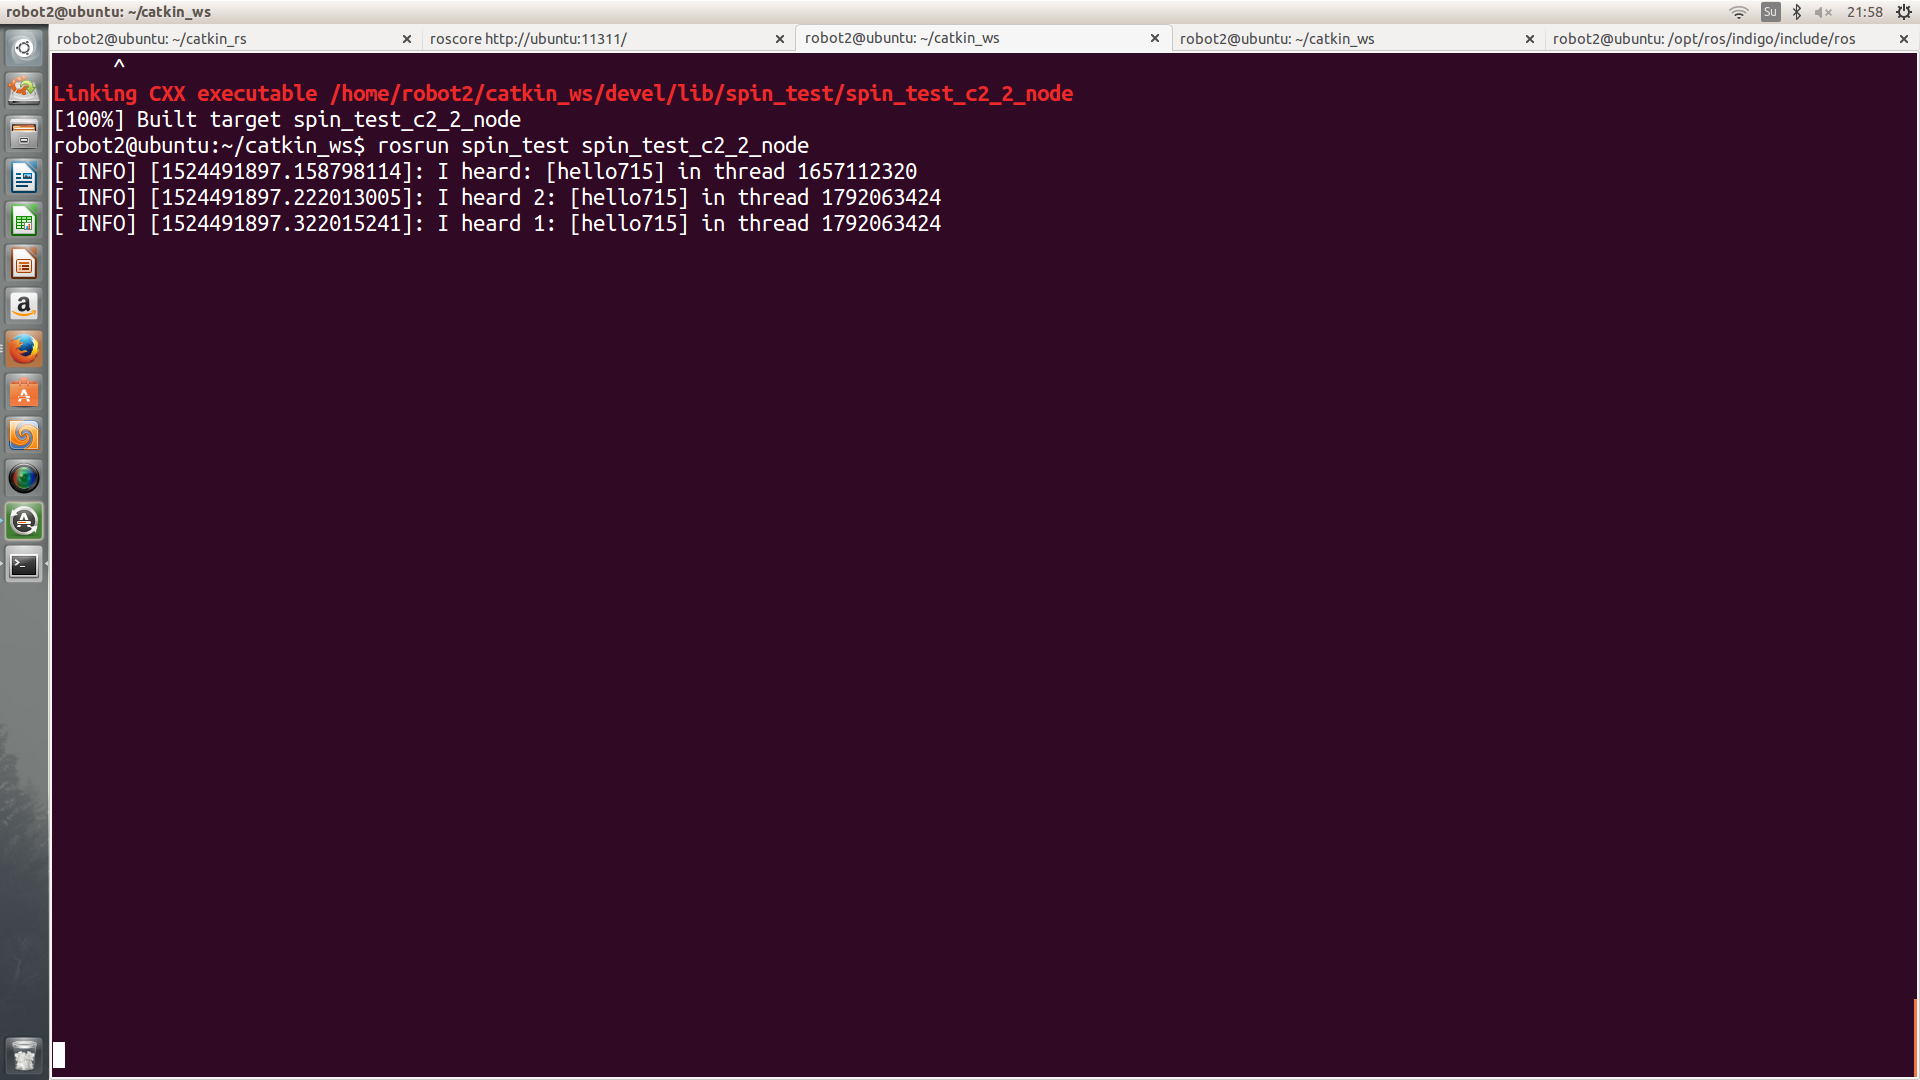 robot2@ubuntu: ~/catkin_ws
Su
21:58
robot2@ubuntu: ~/catkin_rs
roscore http://ubuntu:11311/
robot2@ubuntu: ~/catkin_ws
robot2@ubuntu: ~/catkin_ws
robot2@ubuntu: /opt/ros/indigo/include/ros
^
Linking CXX executable /home/robot2/catkin_ws/devel/lib/spin_test/spin_test_c2_2_node
[100%] Built target spin_test_c2_2_node
robot2@ubuntu:~/catkin_ws$ rosrun spin_test spin_test_c2_2_node
[ INFO] [1524491897.158798114]: I heard: [hello715] in thread 1657112320
[ INFO] [1524491897.222013005]: I heard 2: [hello715] in thread 1792063424
[ INFO] [1524491897.322015241]: I heard 1: [hello715] in thread 1792063424